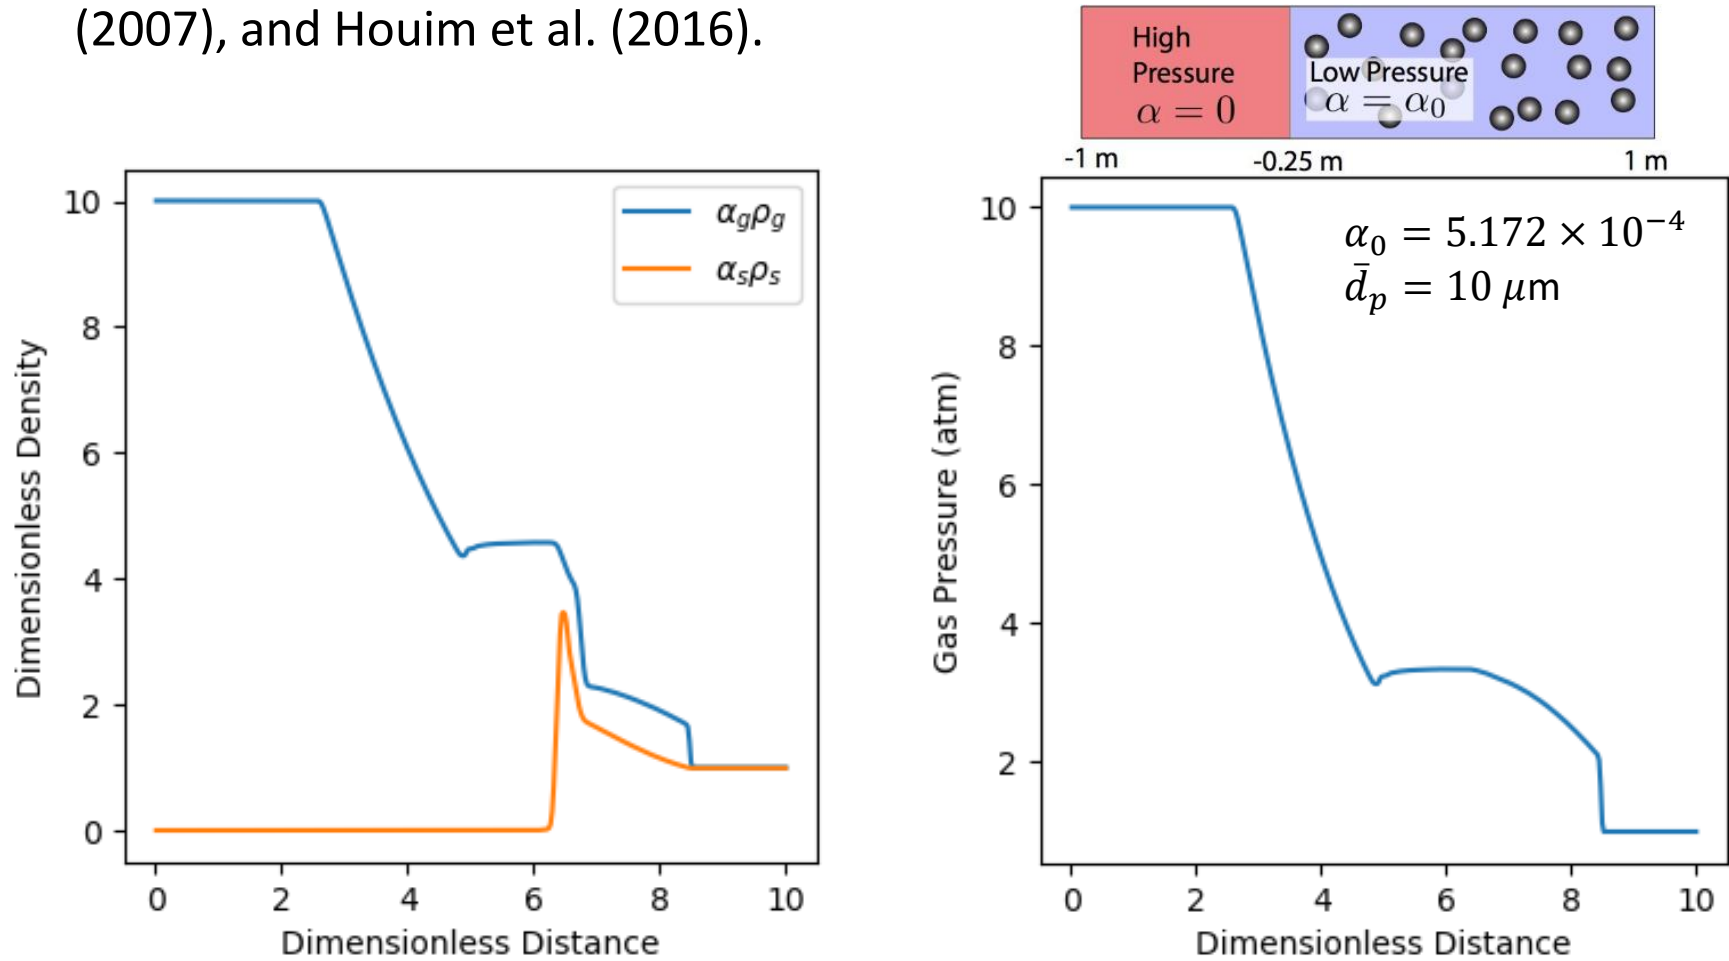 (2007), and Houim et al. (2016).
High
Pressure
α = 0
Low Pressure
α = α₀
-1 m
-0.25 m
1 m
10
8
6
4
2
0
Dimensionless Density
α_gρ_g
α_sρ_s
0 2 4 6 8 10
Dimensionless Distance
10
8
6
4
2
Gas Pressure (atm)
α₀ = 5.172 × 10⁻⁴
d̄ₚ = 10 μm
0 2 4 6 8 10
Dimensionless Distance